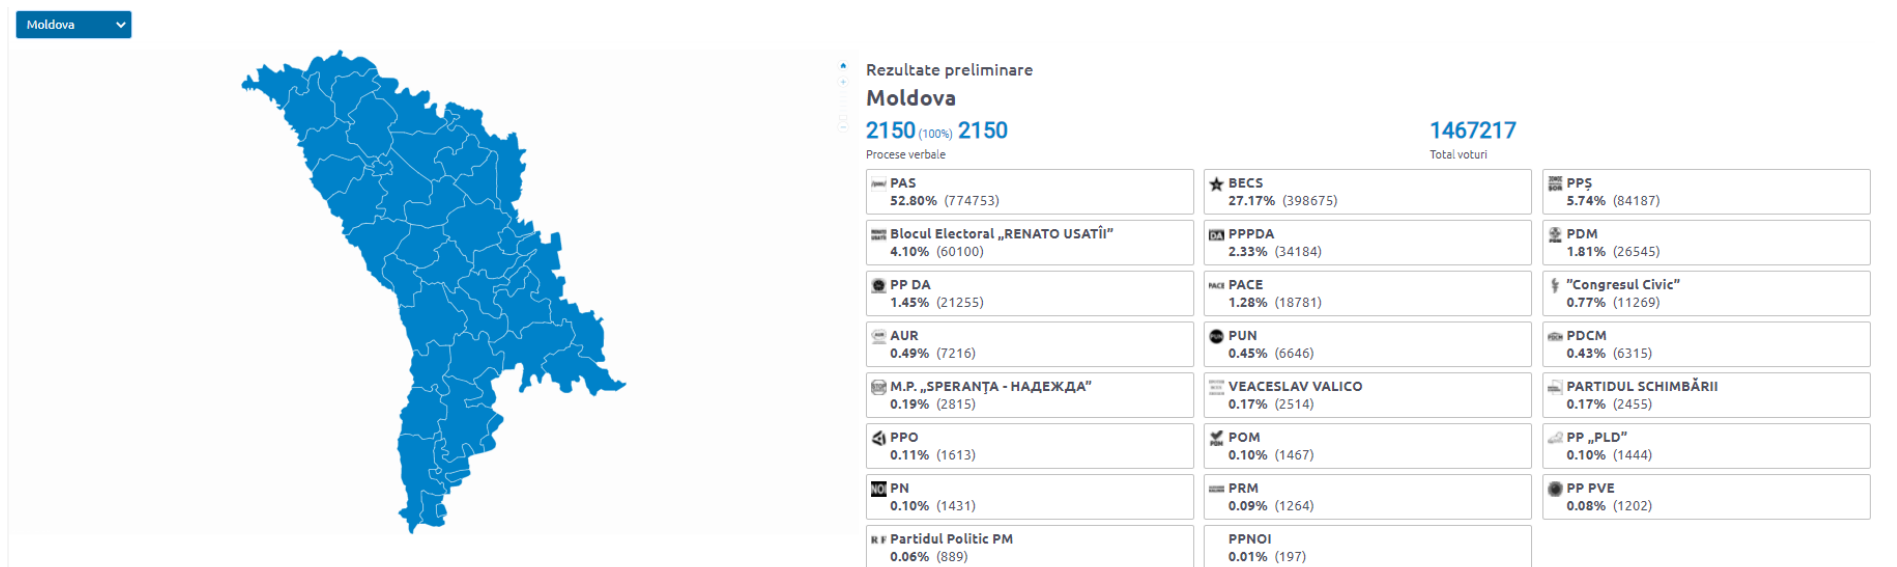 Moldova
Rezultate preliminare
Moldova
2150 (100%) 2150
1467217
Procese verbale
Total voturi
PAS
52.80% (774753)
BECS
27.17% (398675)
PPȘ
5.74% (84187)
Blocul Electoral „RENATO USATÎI”
4.10% (60100)
DA PPPDA
2.33% (34184)
PDM
1.81% (26545)
PP DA
1.45% (21255)
PACE PACE
1.28% (18781)
”Congresul Civic”
0.77% (11269)
AUR AUR
0.49% (7216)
PUN PUN
0.45% (6646)
PDCM PDCM
0.43% (6315)
M.P. „SPERANȚA - НАДЕЖДА”
0.19% (2815)
VEACESLAV VALICO
0.17% (2514)
PARTIDUL SCHIMBĂRII
0.17% (2455)
PPO
0.11% (1613)
POM
0.10% (1467)
PP „PLD”
0.10% (1444)
NOI PN
0.10% (1431)
PRM
0.09% (1264)
PP PVE
0.08% (1202)
Partidul Politic PM
0.06% (889)
PPNOI
0.01% (197)